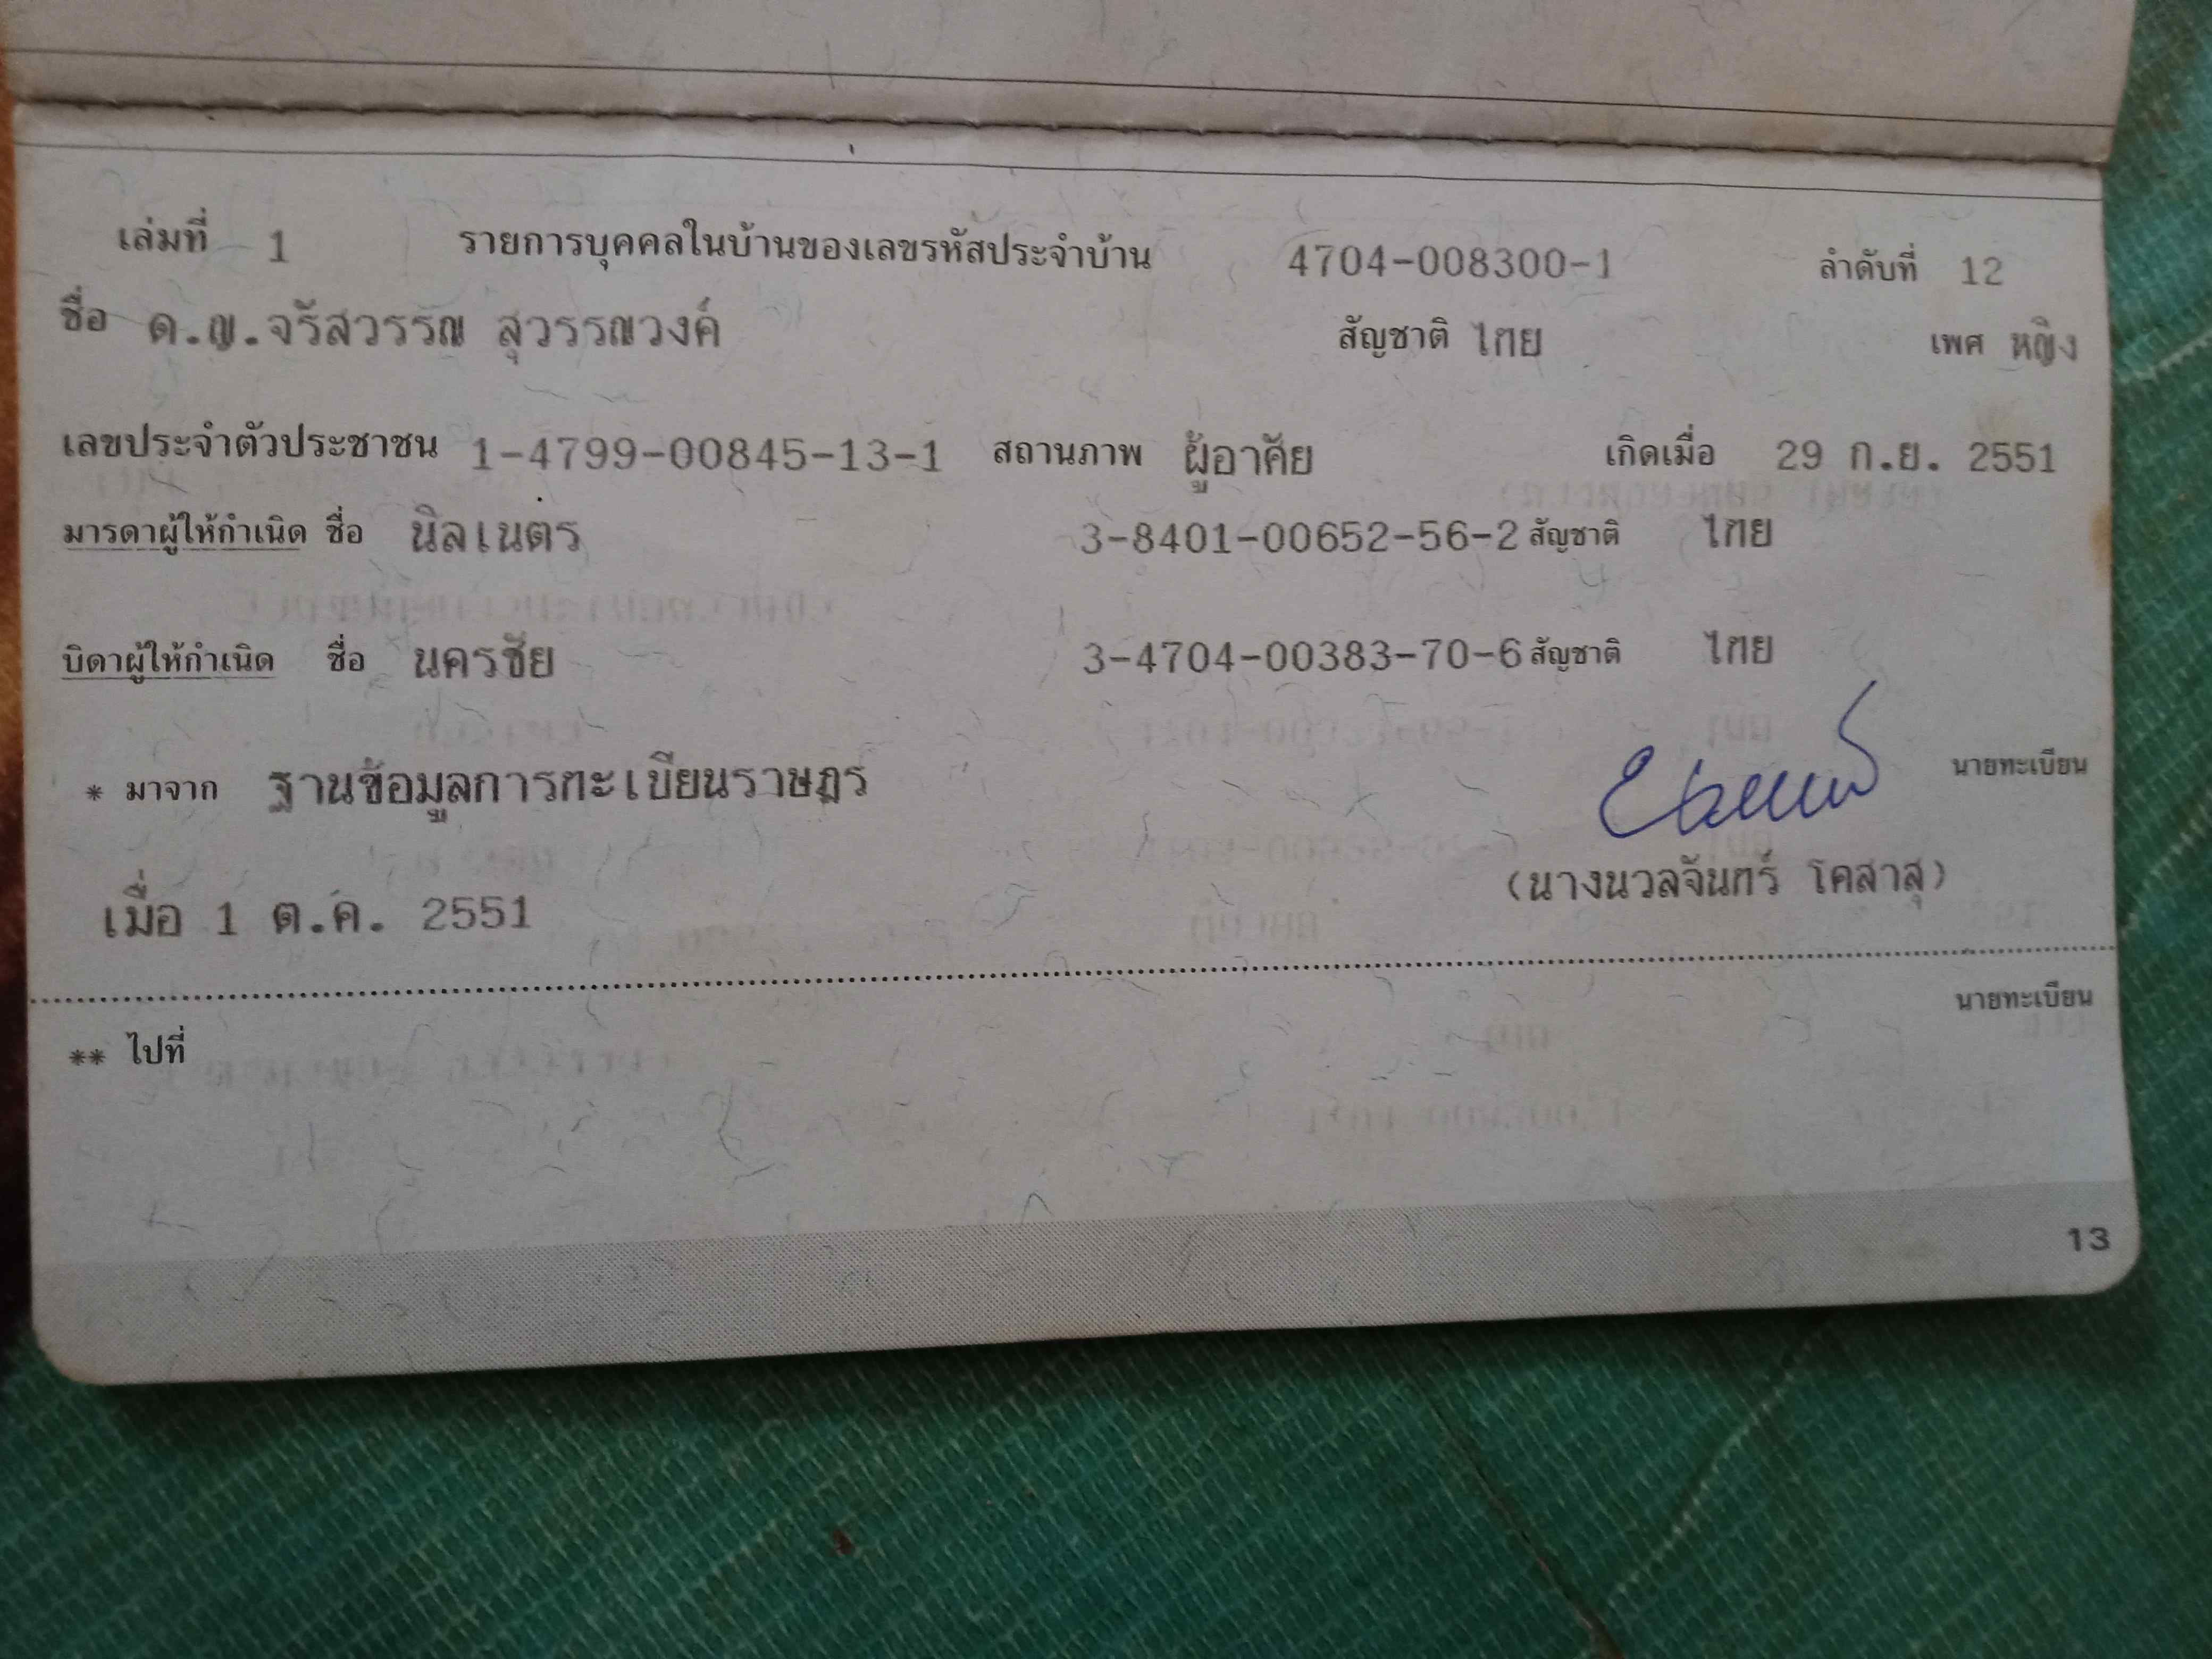 เล่มที่ 1 รายการบุคคลในบ้านของเลขรหัสประจำบ้าน 4704-008300-1 ลำดับที่ 12
ชื่อ ด.ญ.จรัสวรรณ สุวรรณวงค์ สัญชาติ ไทย เพศ หญิง
เลขประจำตัวประชาชน 1-4799-00845-13-1 สถานภาพ ผู้อาศัย เกิดเมื่อ 29 ก.ย. 2551
มารดาผู้ให้กำเนิด ชื่อ นิลเนตร 3-8401-00652-56-2 สัญชาติ ไทย
บิดาผู้ให้กำเนิด ชื่อ นครชัย 3-4704-00383-70-6 สัญชาติ ไทย
* มาจาก ฐานข้อมูลการทะเบียนราษฎร นายทะเบียน
(นางนวลจันทร์ โคสาสุ)
เมื่อ 1 ต.ค. 2551
นายทะเบียน
** ไปที่
13